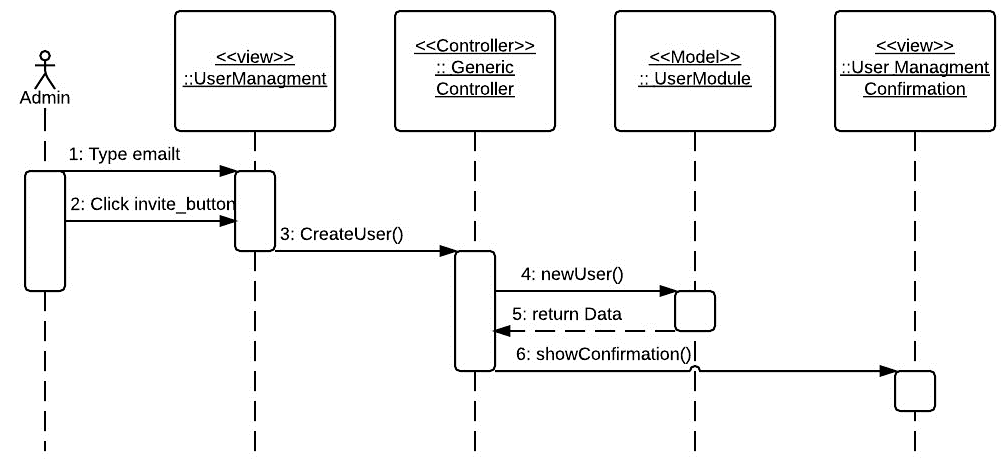 Admin
<<view>>
::UserManagment
<<Controller>>
:: Generic
Controller
<<Model>>
:: UserModule
<<view>>
::User Managment
Confirmation
1: Type emailt
2: Click invite_button
3: CreateUser()
4: newUser()
5: return Data
6: showConfirmation()